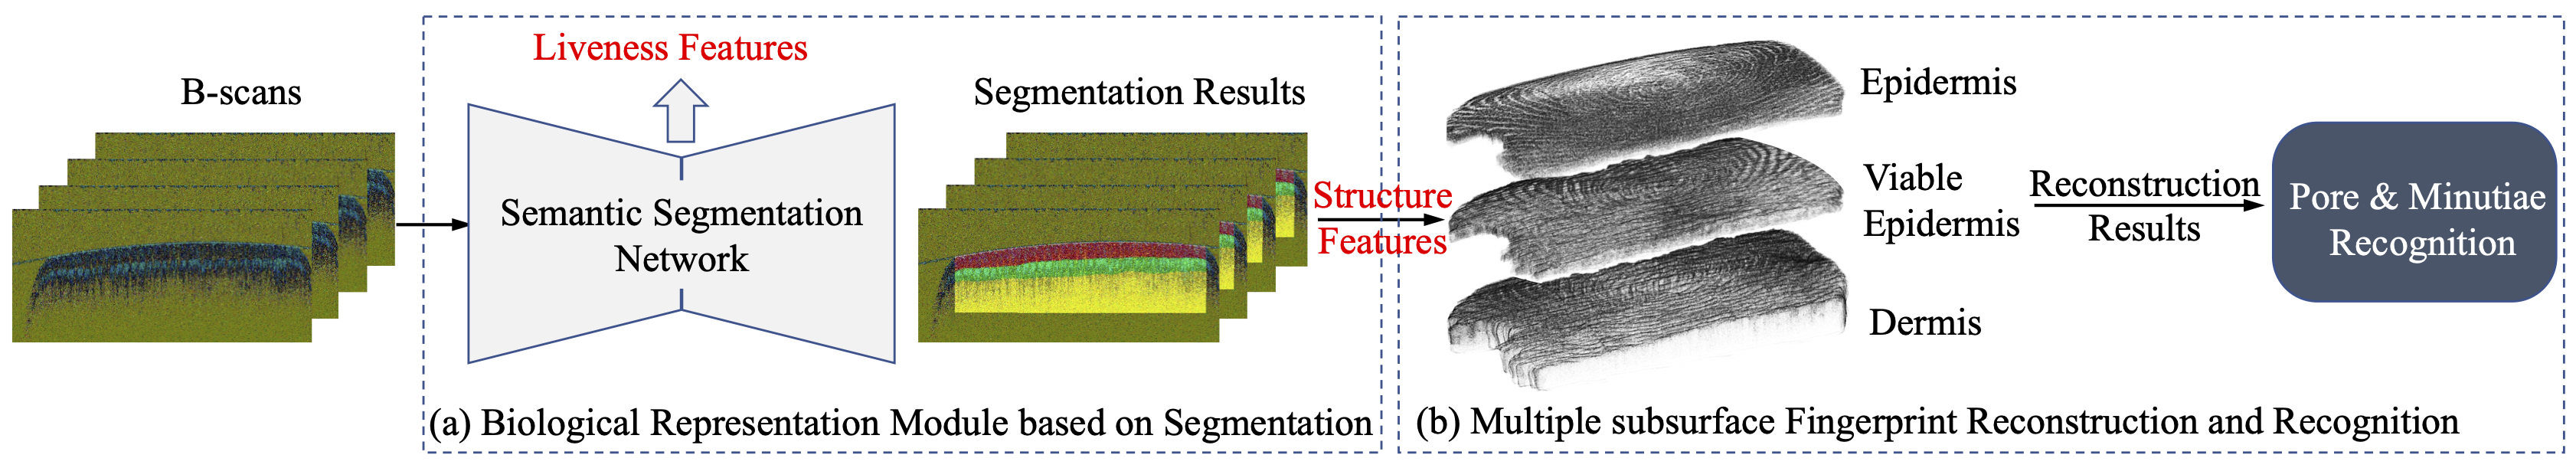 B-scans
Liveness Features
Semantic Segmentation
Network
Segmentation Results
(a) Biological Representation Module based on Segmentation
Structure
Features
Epidermis
Viable
Epidermis
Dermis
Reconstruction
Results
Pore & Minutiae
Recognition
(b) Multiple subsurface Fingerprint Reconstruction and Recognition